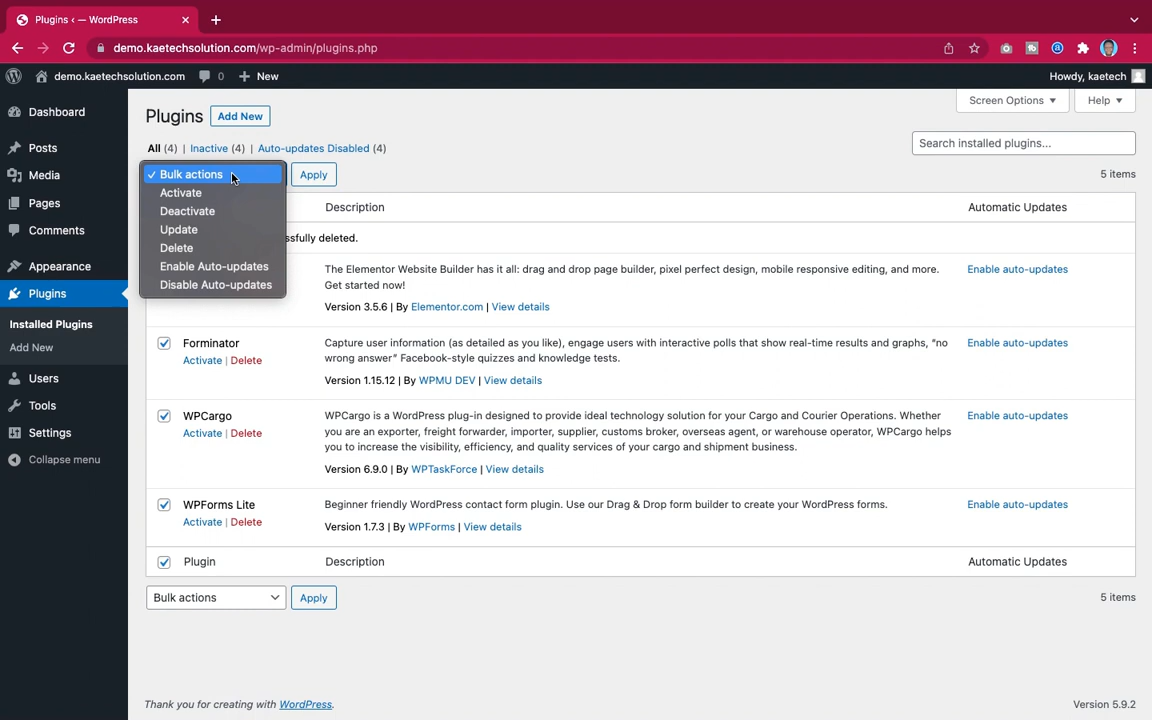 Plugins ‹ — WordPress
demo.kaetechsolution.com/wp-admin/plugins.php
demo.kaetechsolution.com 0 New Howdy, kaetech
Dashboard
Posts
Media
Pages
Comments
Appearance
Plugins
Installed Plugins
Add New
Users
Tools
Settings
Collapse menu
Screen Options Help
Plugins Add New
All (4) | Inactive (4) | Auto-updates Disabled (4)
Search installed plugins...
✓ Bulk actions
Activate
Deactivate
Update
Delete
Enable Auto-updates
Disable Auto-updates
Apply 5 items
Description Automatic Updates
ssfully deleted.
The Elementor Website Builder has it all: drag and drop page builder, pixel perfect design, mobile responsive editing, and more.
Get started now!
Version 3.5.6 | By Elementor.com | View details
Enable auto-updates
Forminator
Activate | Delete
Capture user information (as detailed as you like), engage users with interactive polls that show real-time results and graphs, “no
wrong answer” Facebook-style quizzes and knowledge tests.
Version 1.15.12 | By WPMU DEV | View details
Enable auto-updates
WPCargo
Activate | Delete
WPCargo is a WordPress plug-in designed to provide ideal technology solution for your Cargo and Courier Operations. Whether
you are an exporter, freight forwarder, importer, supplier, customs broker, overseas agent, or warehouse operator, WPCargo helps
you to increase the visibility, efficiency, and quality services of your cargo and shipment business.
Version 6.9.0 | By WPTaskForce | View details
Enable auto-updates
WPForms Lite
Activate | Delete
Beginner friendly WordPress contact form plugin. Use our Drag & Drop form builder to create your WordPress forms.
Version 1.7.3 | By WPForms | View details
Enable auto-updates
Plugin Description Automatic Updates
Bulk actions Apply 5 items
Thank you for creating with WordPress. Version 5.9.2